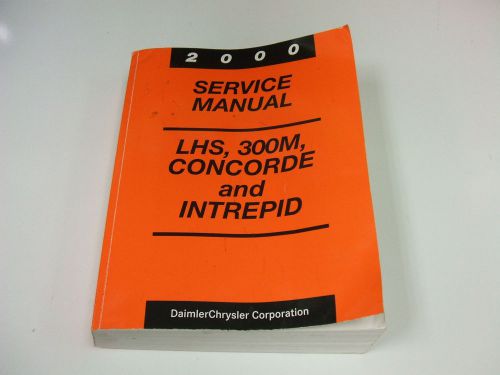 2000
SERVICE
MANUAL
LHS, 300M,
CONCORDE
and
INTREPID
DaimlerChrysler Corporation